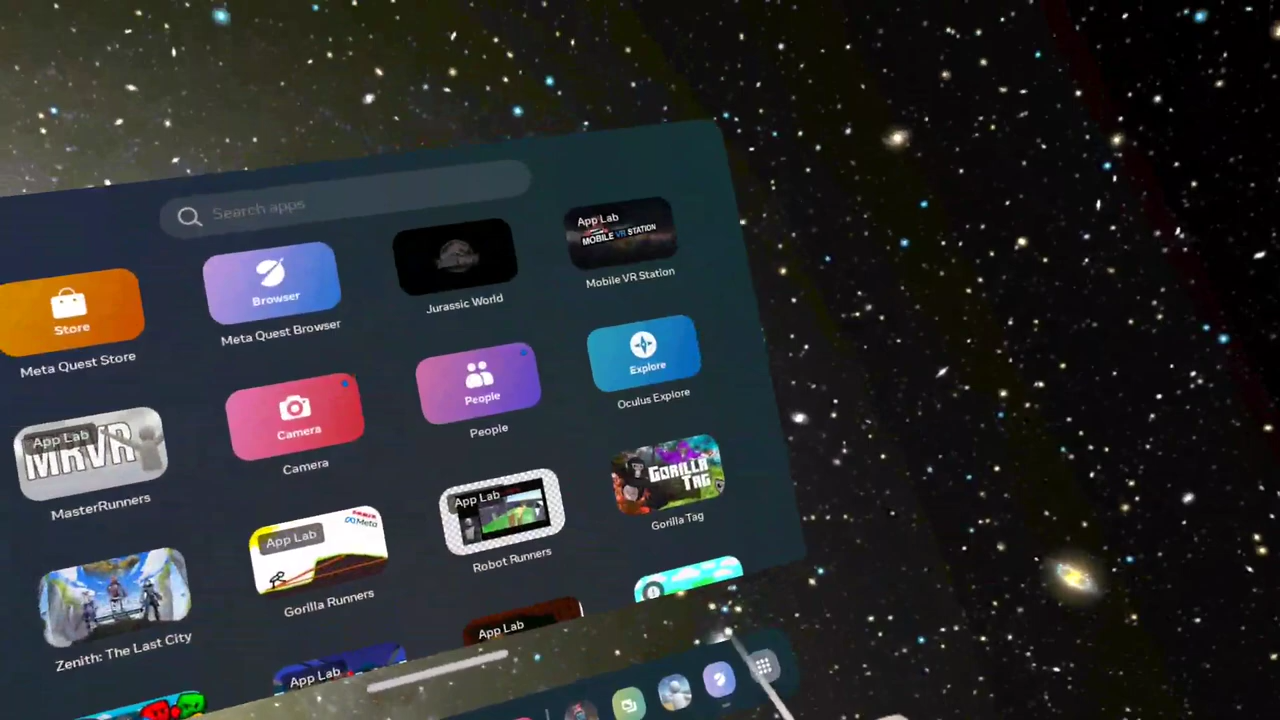 Search apps
App Lab
MOBILE VR STATION
Mobile VR Station
Jurassic World
Browser
Meta Quest Browser
Store
Meta Quest Store
Explore
Oculus Explore
People
People
Camera
Camera
App Lab
MRVR
MasterRunners
GORILLA
TAG
Gorilla Tag
App Lab
Robot Runners
App Lab
Meta
Gorilla Runners
Zenith: The Last City
App Lab
App Lab